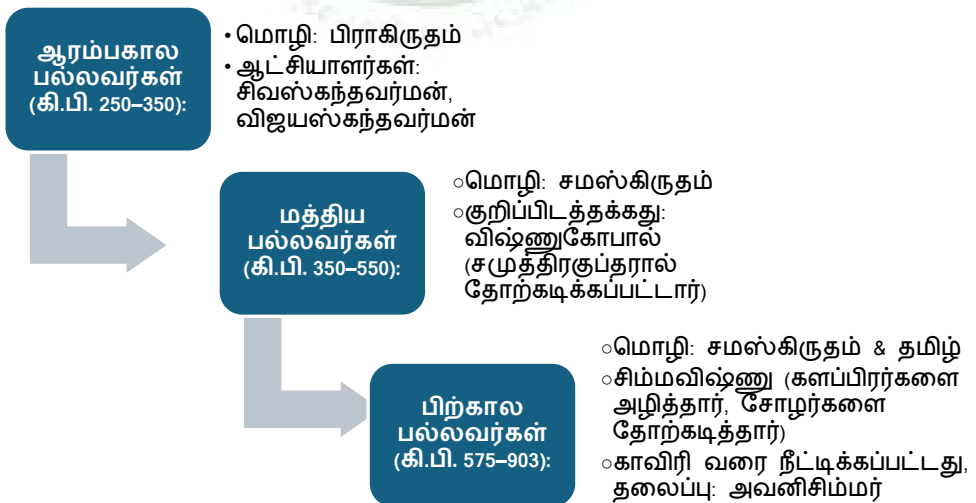 ஆரம்பகால
பல்லவர்கள்
(கி.பி. 250–350):
•மொழி: பிராகிருதம்
•ஆட்சியாளர்கள்:
சிவஸ்கந்தவர்மன்,
விஜயஸ்கந்தவர்மன்
மத்திய
பல்லவர்கள்
(கி.பி. 350–550):
○மொழி: சமஸ்கிருதம்
○குறிப்பிடத்தக்கது:
விஷ்ணுகோபால்
(சமுத்திரகுப்தரால்
தோற்கடிக்கப்பட்டார்)
பிற்கால
பல்லவர்கள்
(கி.பி. 575–903):
○மொழி: சமஸ்கிருதம் & தமிழ்
○சிம்மவிஷ்ணு (களப்பிரர்களை
அழித்தார், சோழர்களை
தோற்கடித்தார்)
○காவிரி வரை நீட்டிக்கப்பட்டது,
தலைப்பு: அவனிசிம்மர்